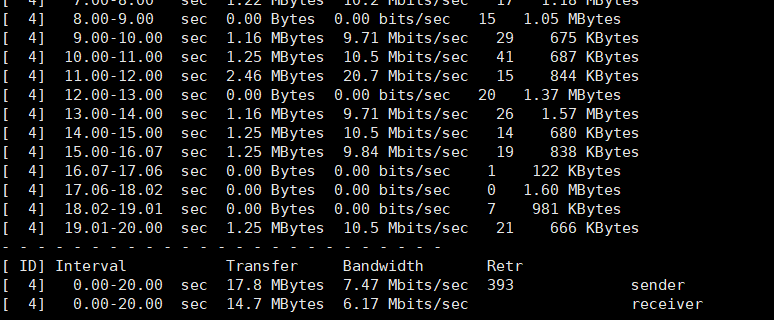 [  4]   7.00-8.00   sec  1.22 MBytes  10.2 Mbits/sec   17   1.18 MBytes
[  4]   8.00-9.00   sec  0.00 Bytes  0.00 bits/sec   15   1.05 MBytes
[  4]   9.00-10.00  sec  1.16 MBytes  9.71 Mbits/sec   29    675 KBytes
[  4]  10.00-11.00  sec  1.25 MBytes  10.5 Mbits/sec   41    687 KBytes
[  4]  11.00-12.00  sec  2.46 MBytes  20.7 Mbits/sec   15    844 KBytes
[  4]  12.00-13.00  sec  0.00 Bytes  0.00 bits/sec   20   1.37 MBytes
[  4]  13.00-14.00  sec  1.16 MBytes  9.71 Mbits/sec   26   1.57 MBytes
[  4]  14.00-15.00  sec  1.25 MBytes  10.5 Mbits/sec   14    680 KBytes
[  4]  15.00-16.07  sec  1.25 MBytes  9.84 Mbits/sec   19    838 KBytes
[  4]  16.07-17.06  sec  0.00 Bytes  0.00 bits/sec    1    122 KBytes
[  4]  17.06-18.02  sec  0.00 Bytes  0.00 bits/sec    0   1.60 MBytes
[  4]  18.02-19.01  sec  0.00 Bytes  0.00 bits/sec    7    981 KBytes
[  4]  19.01-20.00  sec  1.25 MBytes  10.5 Mbits/sec   21    666 KBytes
- - - - - - - - - - - - - - - - - - - - - - - - -
[ ID] Interval           Transfer     Bandwidth       Retr
[  4]   0.00-20.00  sec  17.8 MBytes  7.47 Mbits/sec  393             sender
[  4]   0.00-20.00  sec  14.7 MBytes  6.17 Mbits/sec                  receiver